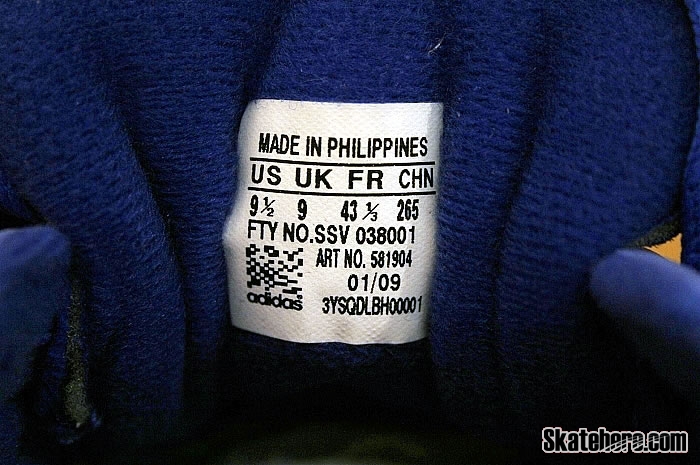 MADE IN PHILIPPINES
US UK FR CHN
9½ 9 43⅓ 265
FTY NO.SSV 038001
ART NO. 581904
01/09
adidas 3YSQDLBH00001
Skatehere.com